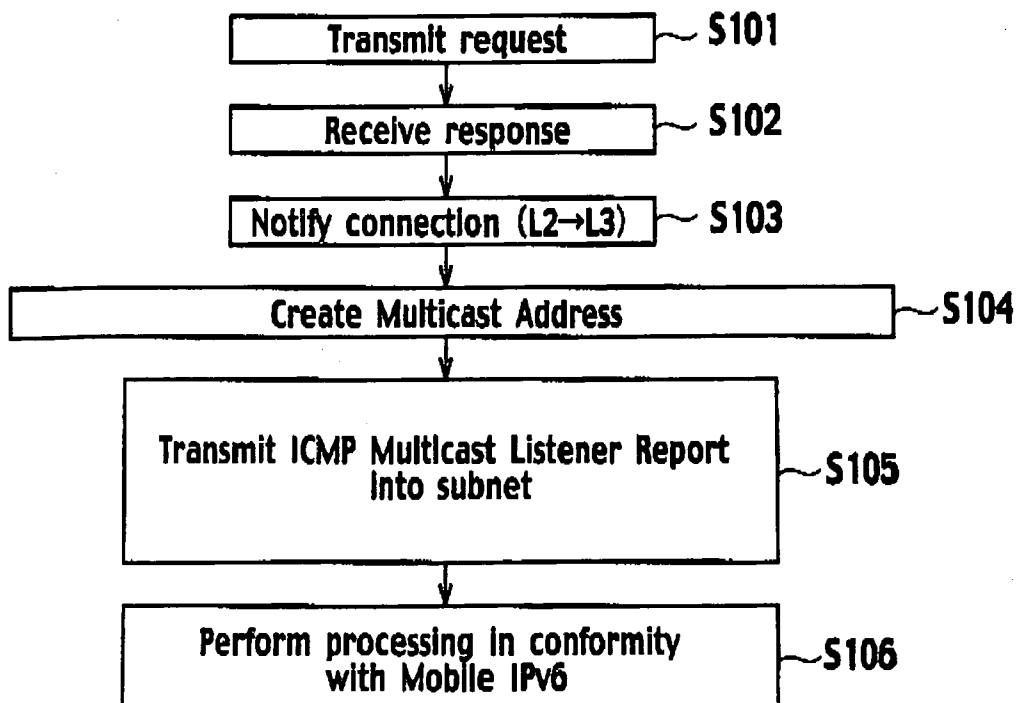 Transmit request S101
Receive response S102
Notify connection (L2→L3) S103
Create Multicast Address S104
Transmit ICMP Multicast Listener Report
into subnet
S105
Perform processing in conformity
with Mobile IPv6
S106